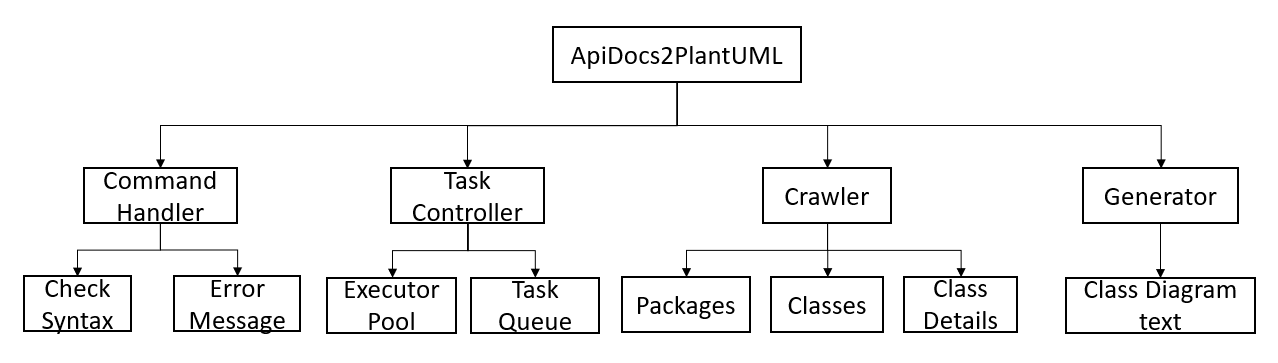 ApiDocs2PlantUML
Command
Handler
Task
Controller
Crawler
Generator
Check
Syntax
Error
Message
Executor
Pool
Task
Queue
Packages
Classes
Class
Details
Class Diagram
text